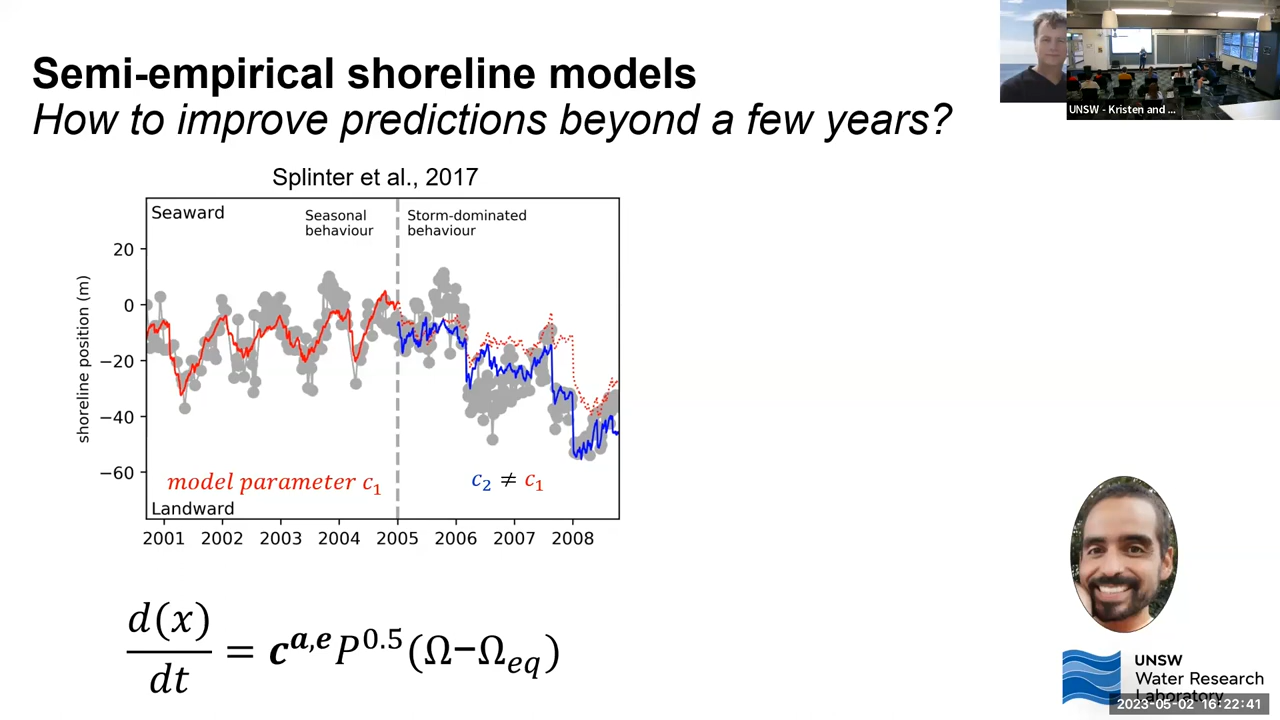 Semi-empirical shoreline models
How to improve predictions beyond a few years?
UNSW - Kristen and ...
Splinter et al., 2017
Seaward
Seasonal
behaviour
Storm-dominated
behaviour
shoreline position (m)
20
0
−20
−40
−60
model parameter c₁
c₂ ≠ c₁
Landward
2001 2002 2003 2004 2005 2006 2007 2008
d(x)/dt = c^{a,e}P^{0.5}(Ω−Ω_{eq})
UNSW
Water Research
Laboratory
2023-05-02 16:22:41